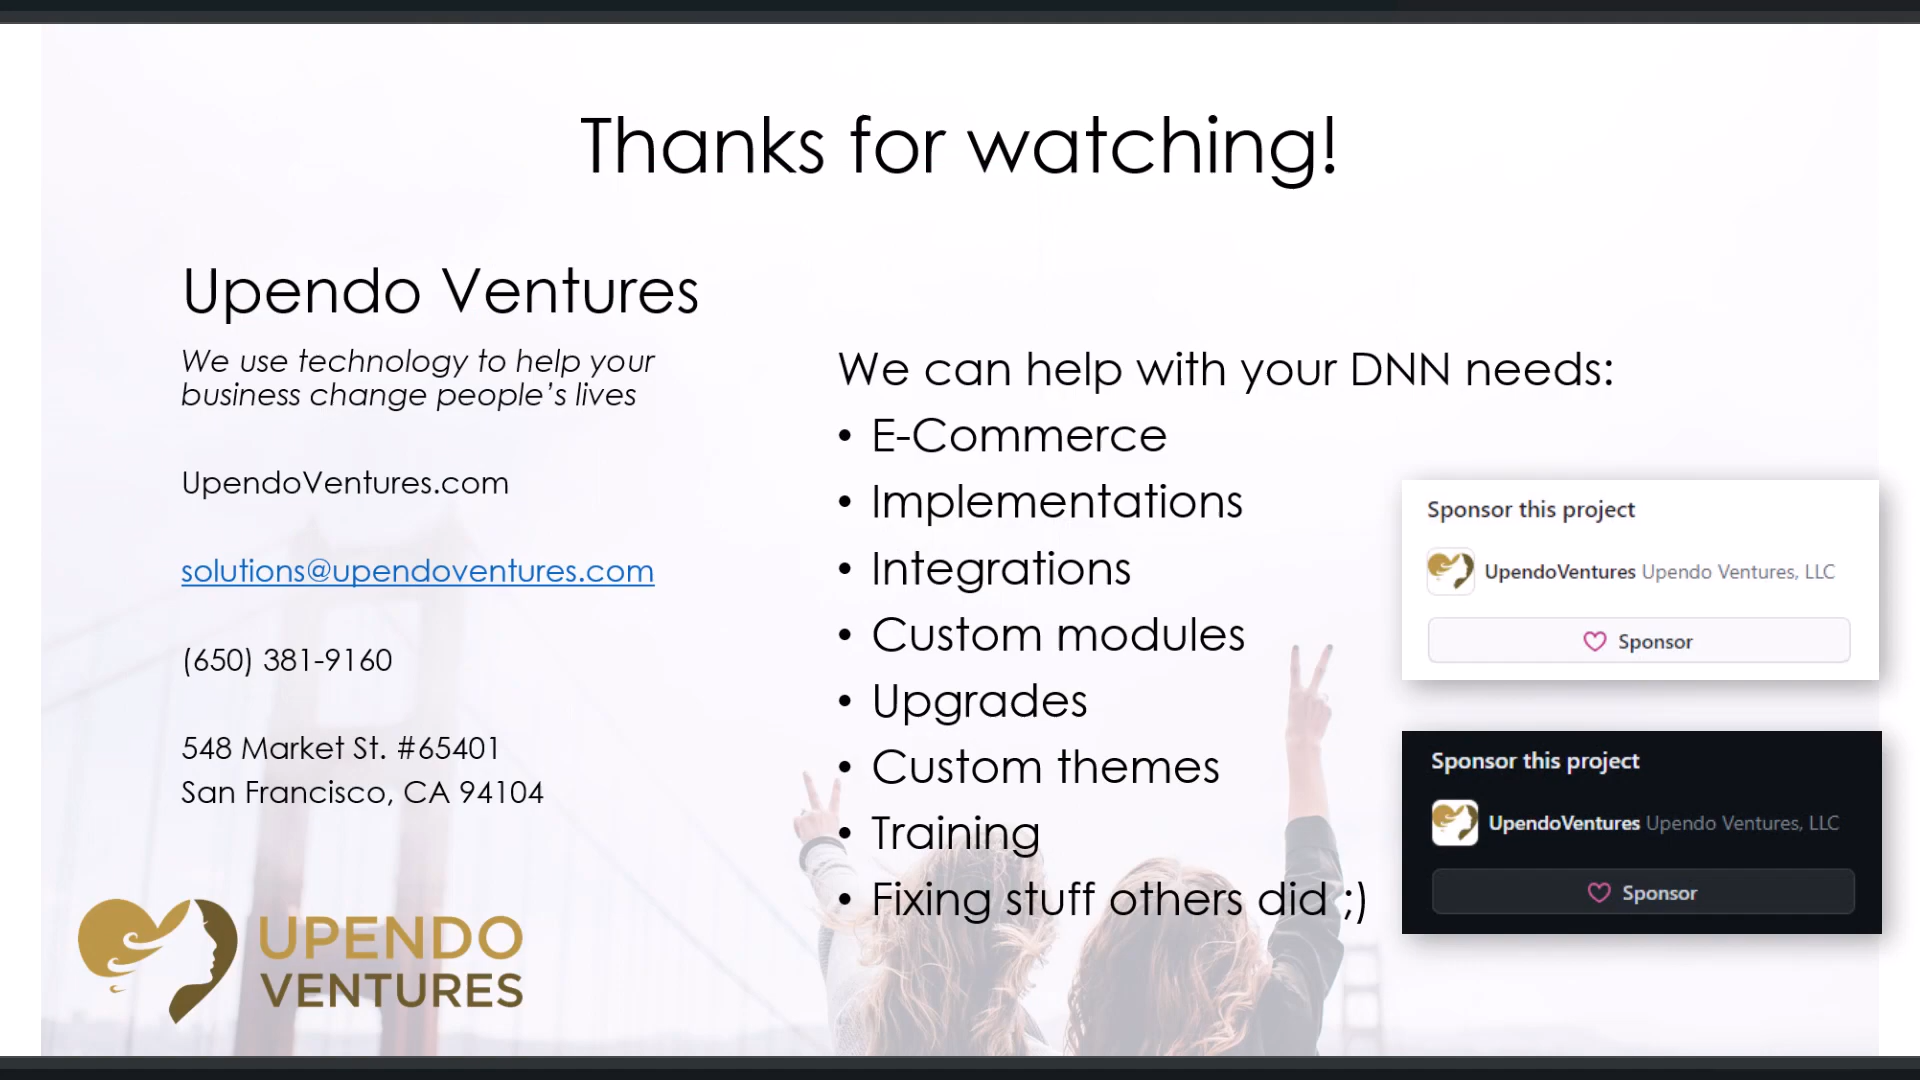 Thanks for watching!
Upendo Ventures
We use technology to help your
business change people’s lives
UpendoVentures.com
solutions@upendoventures.com
(650) 381-9160
548 Market St. #65401
San Francisco, CA 94104
UPENDO
VENTURES
We can help with your DNN needs:
• E-Commerce
• Implementations
• Integrations
• Custom modules
• Upgrades
• Custom themes
• Training
• Fixing stuff others did ;)
Sponsor this project
UpendoVentures Upendo Ventures, LLC
Sponsor
Sponsor this project
UpendoVentures Upendo Ventures, LLC
Sponsor